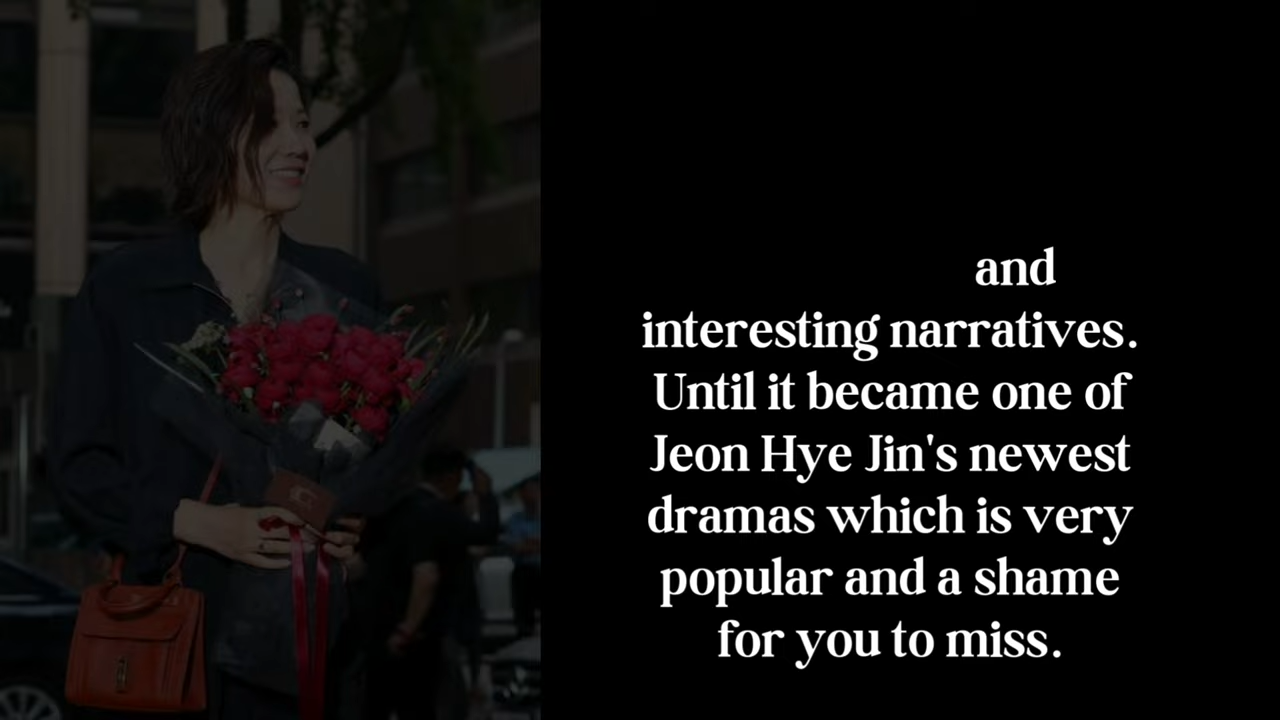 and
interesting narratives.
Until it became one of
Jeon Hye Jin's newest
dramas which is very
popular and a shame
for you to miss.